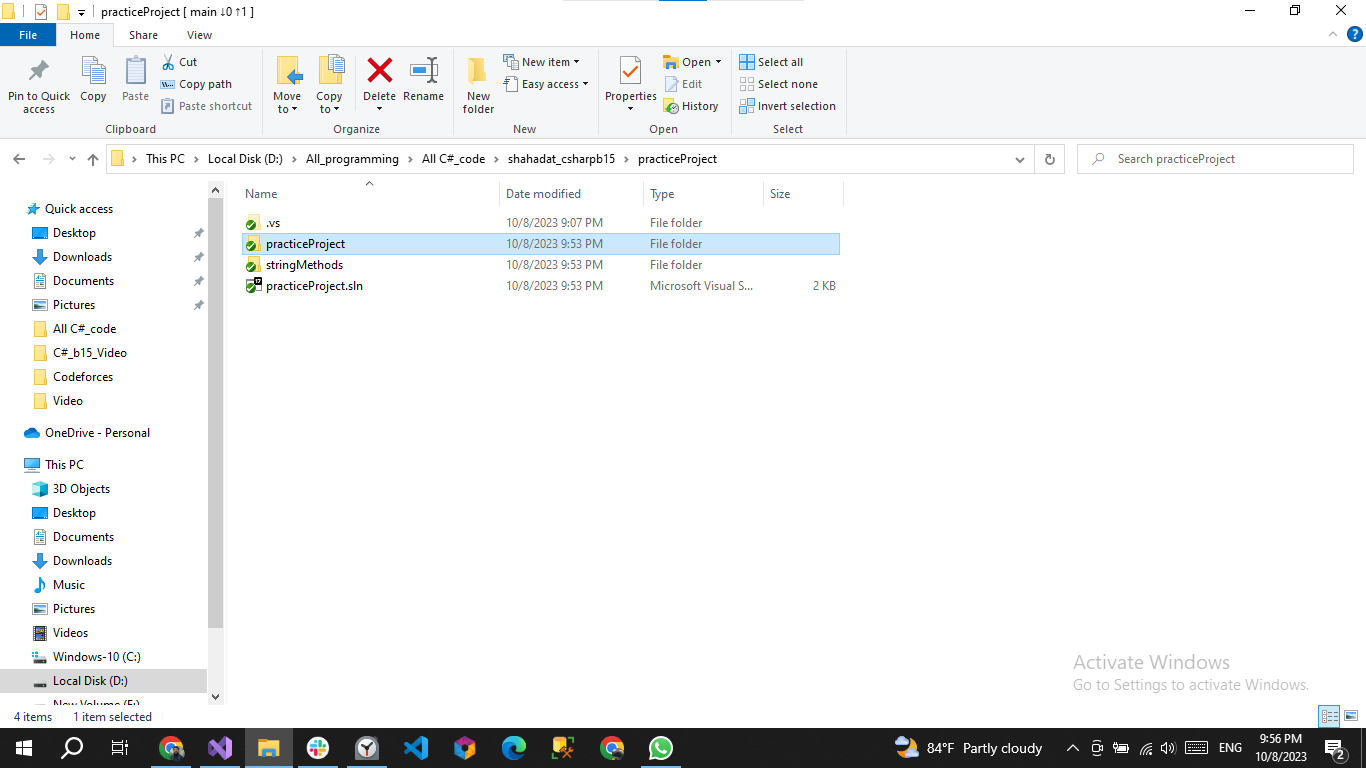 practiceProject [ main ↓0 ↑1 ]
File Home Share View
Pin to Quick access
Copy
Paste
Cut
Copy path
Paste shortcut
Clipboard
Move to
Copy to
Delete
Rename
Organize
New folder
New item
Easy access
New
Properties
Open
Edit
History
Open
Select all
Select none
Invert selection
Select
This PC > Local Disk (D:) > All_programming > All C#_code > shahadat_csharpb15 > practiceProject
Search practiceProject
Quick access
Desktop
Downloads
Documents
Pictures
All C#_code
C#_b15_Video
Codeforces
Video
OneDrive - Personal
This PC
3D Objects
Desktop
Documents
Downloads
Music
Pictures
Videos
Windows-10 (C:)
Local Disk (D:)
Name Date modified Type Size
.vs 10/8/2023 9:07 PM File folder
practiceProject 10/8/2023 9:53 PM File folder
stringMethods 10/8/2023 9:53 PM File folder
practiceProject.sln 10/8/2023 9:53 PM Microsoft Visual S... 2 KB
Activate Windows
Go to Settings to activate Windows.
4 items 1 item selected
84°F Partly cloudy
ENG
9:56 PM
10/8/2023
2